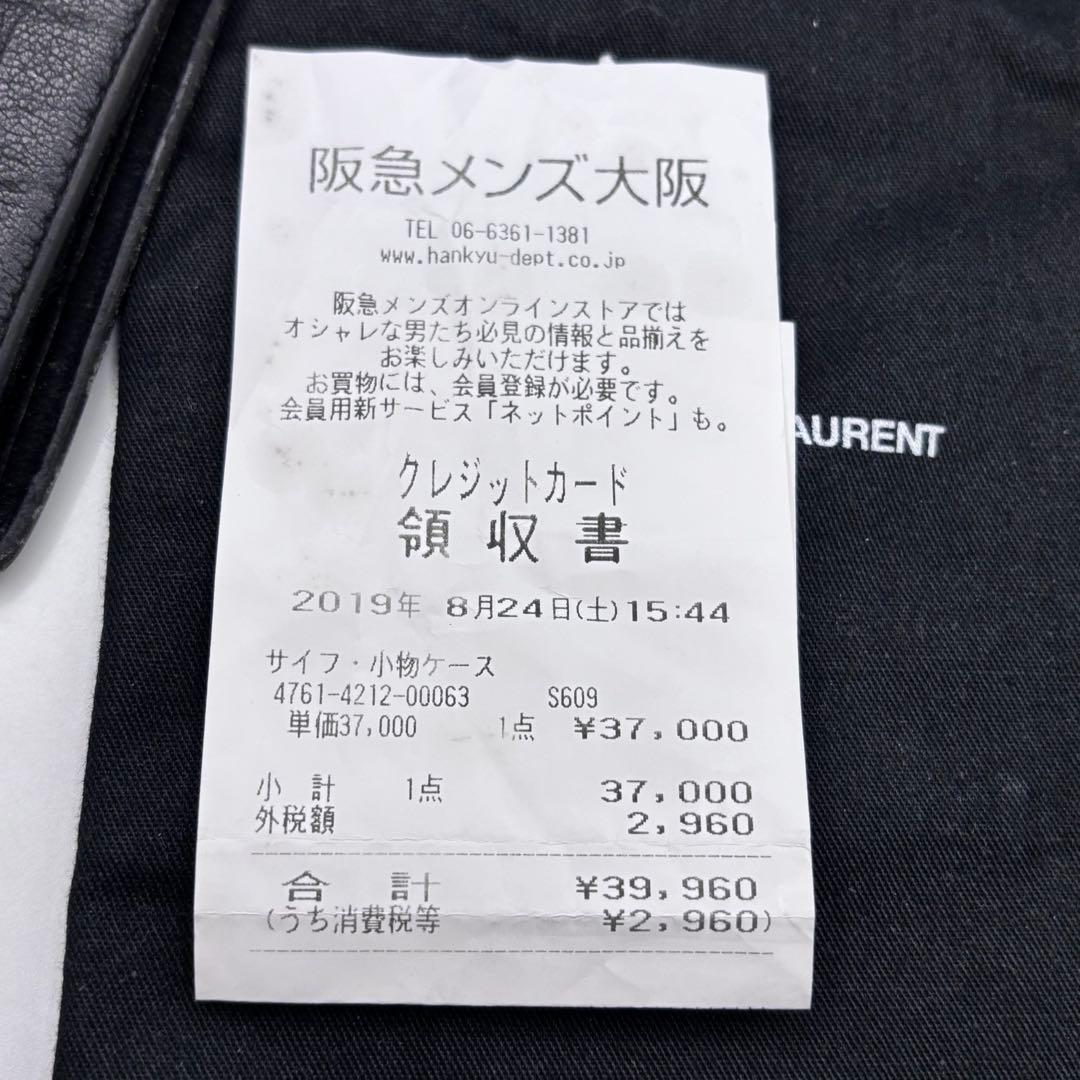 阪急メンズ大阪
TEL 06-6361-1381
www.hankyu-dept.co.jp
阪急メンズオンラインストアでは
オシャレな男たち必見の情報と品揃えを
お楽しみいただけます。
お買物には、会員登録が必要です。
会員用新サービス「ネットポイント」も。
クレジットカード
領収書
2019年 8月24日(土)15:44
サイフ・小物ケース
4761-4212-00063 S609
単価37,000 1点 ¥37,000
小計 1点 37,000
外税額 2,960
合計 ¥39,960
(うち消費税等 ¥2,960)
AURENT